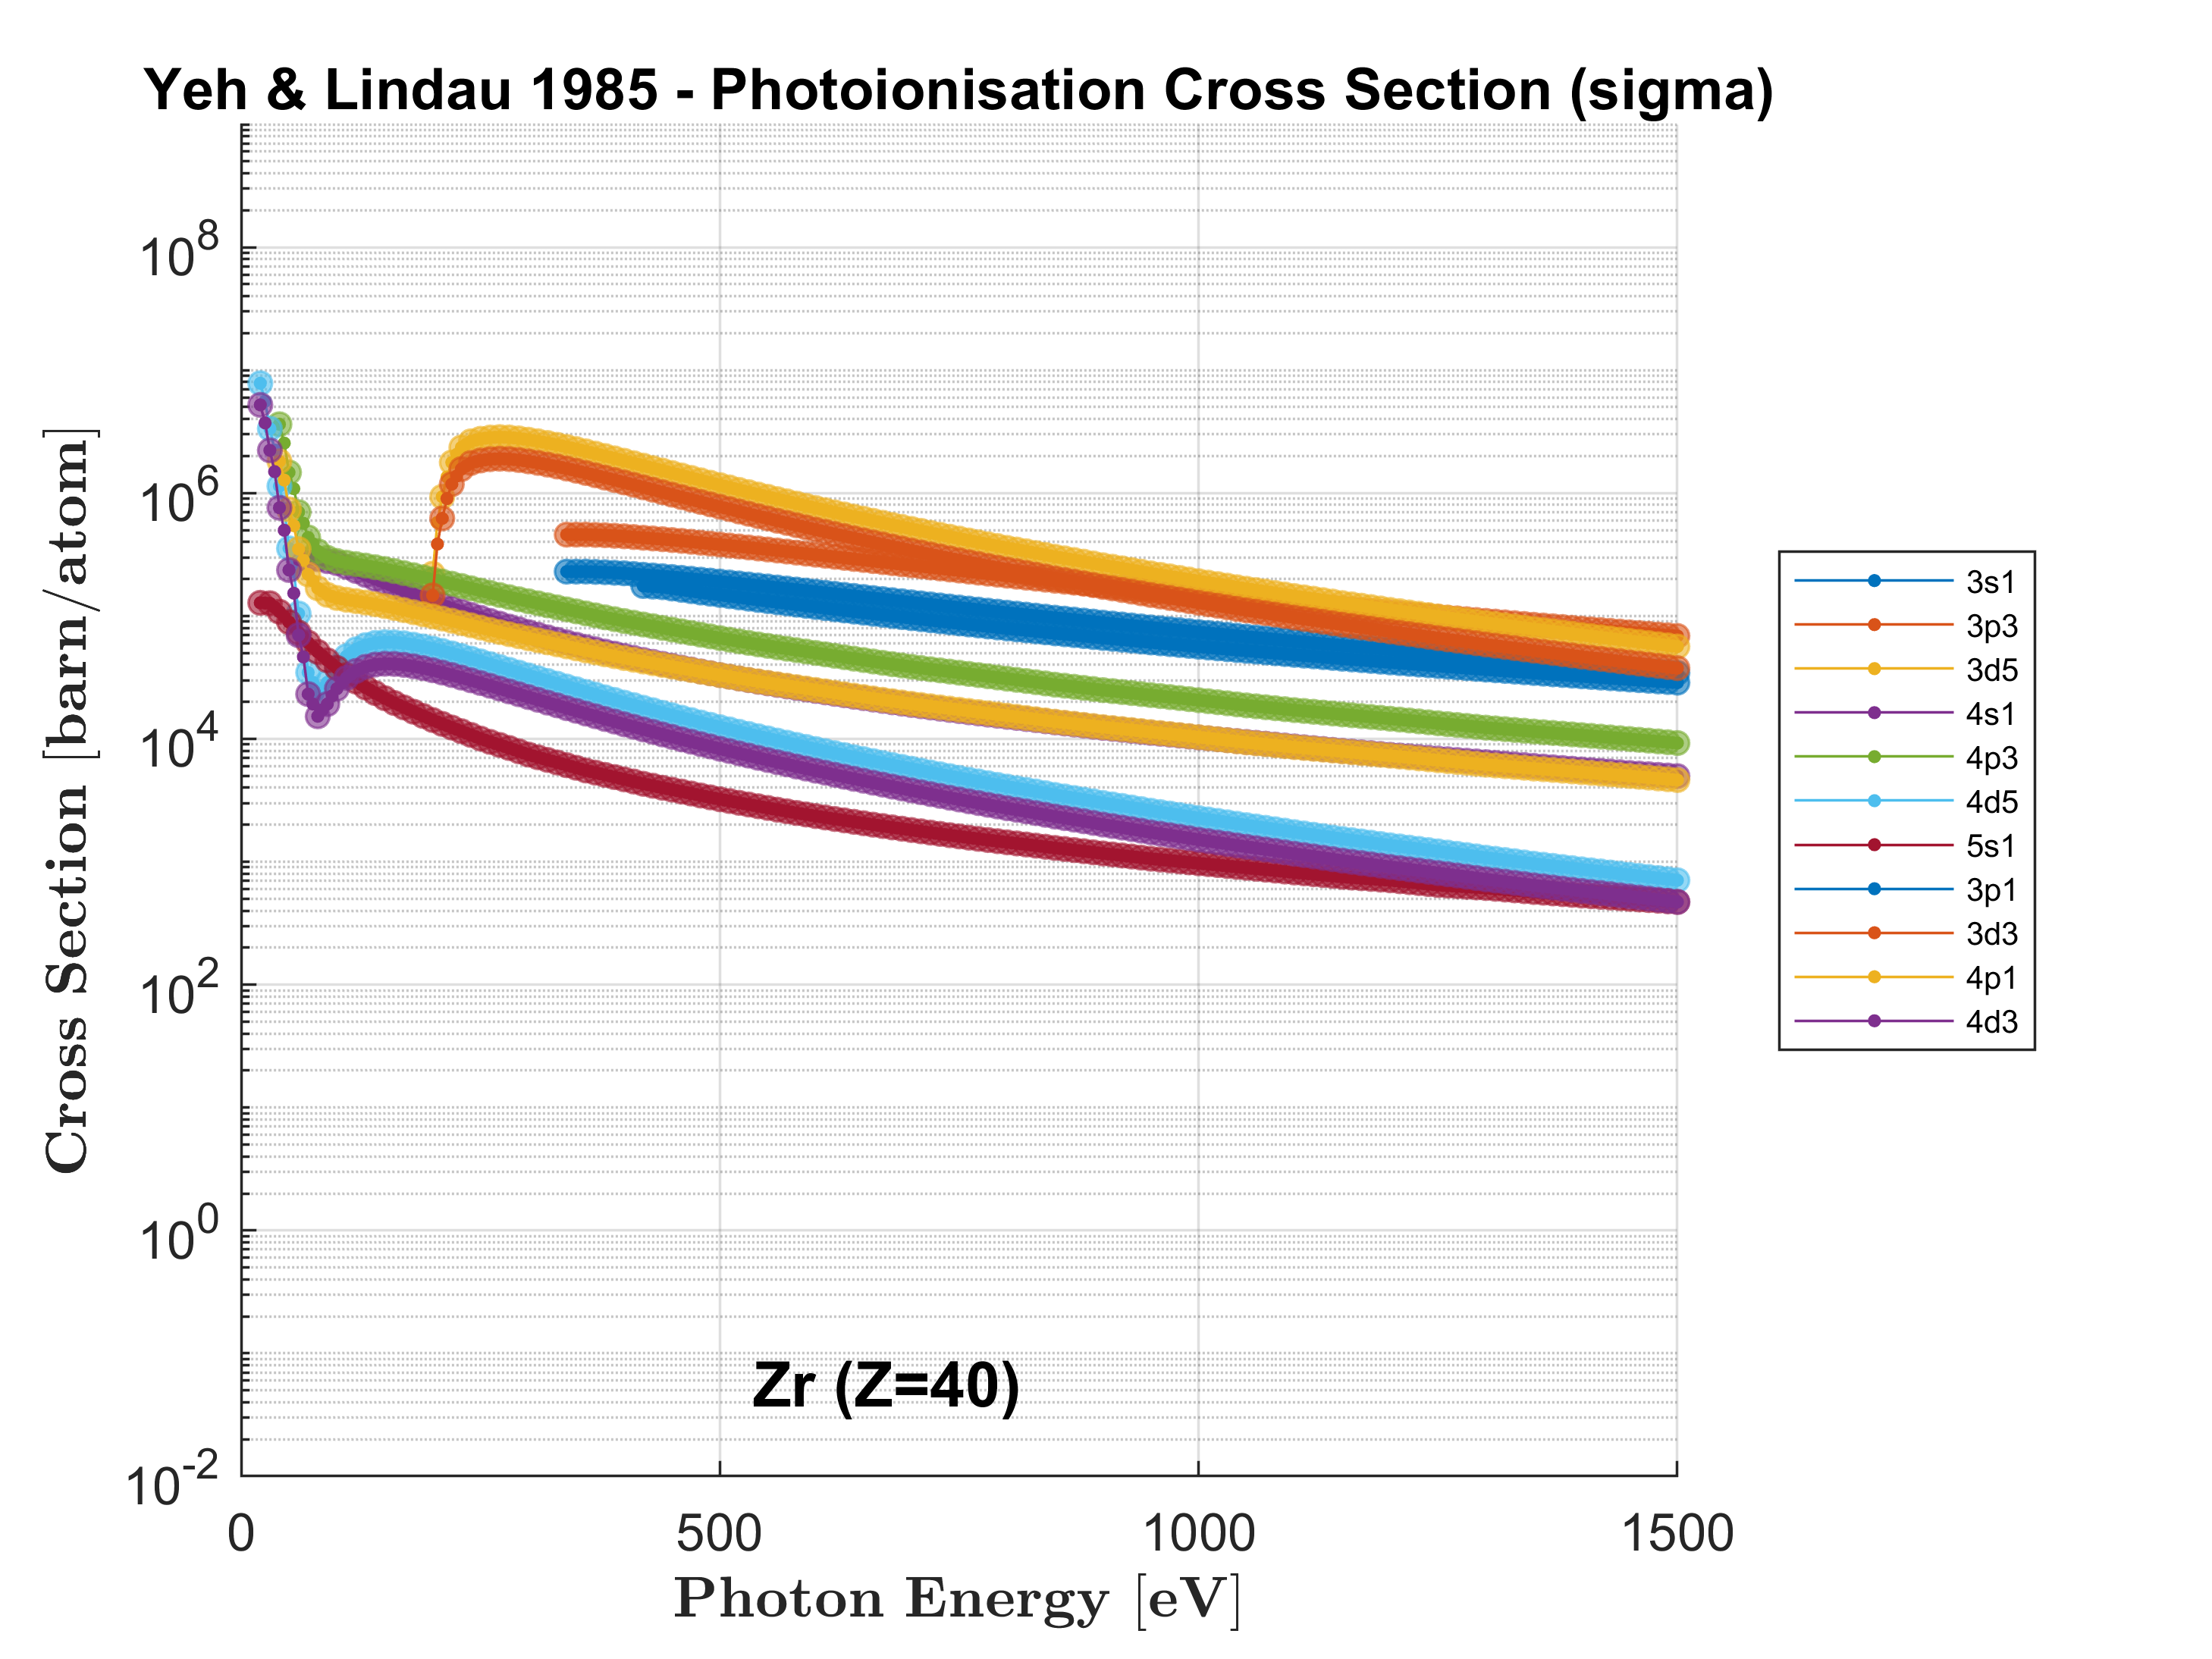 Yeh & Lindau 1985 - Photoionisation Cross Section (sigma)
Cross Section [barn/atom]
10^8
10^6
10^4
10^2
10^0
10^-2
0 500 1000 1500
Photon Energy [eV]
Zr (Z=40)
3s1
3p3
3d5
4s1
4p3
4d5
5s1
3p1
3d3
4p1
4d3